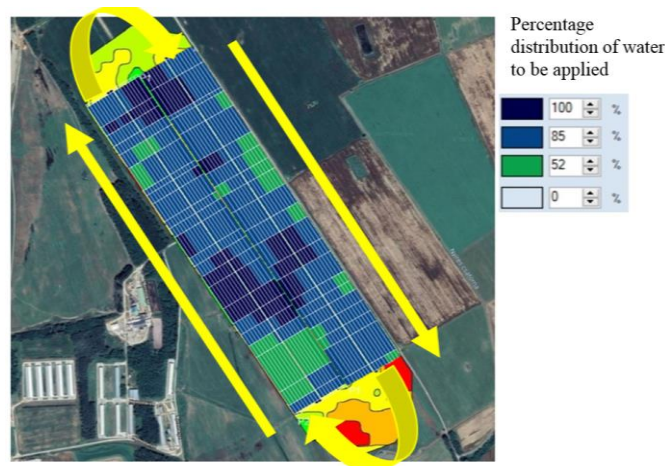 Percentage
distribution of water
to be applied
100 %
85 %
52 %
0 %